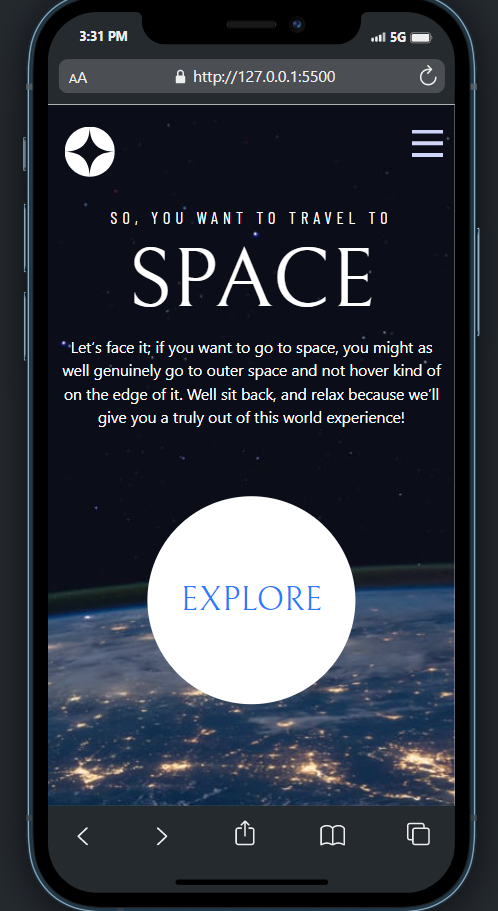 3:31 PM
5G
AA
http://127.0.0.1:5500
SO, YOU WANT TO TRAVEL TO
SPACE
Let’s face it; if you want to go to space, you might as
well genuinely go to outer space and not hover kind of
on the edge of it. Well sit back, and relax because we’ll
give you a truly out of this world experience!
EXPLORE